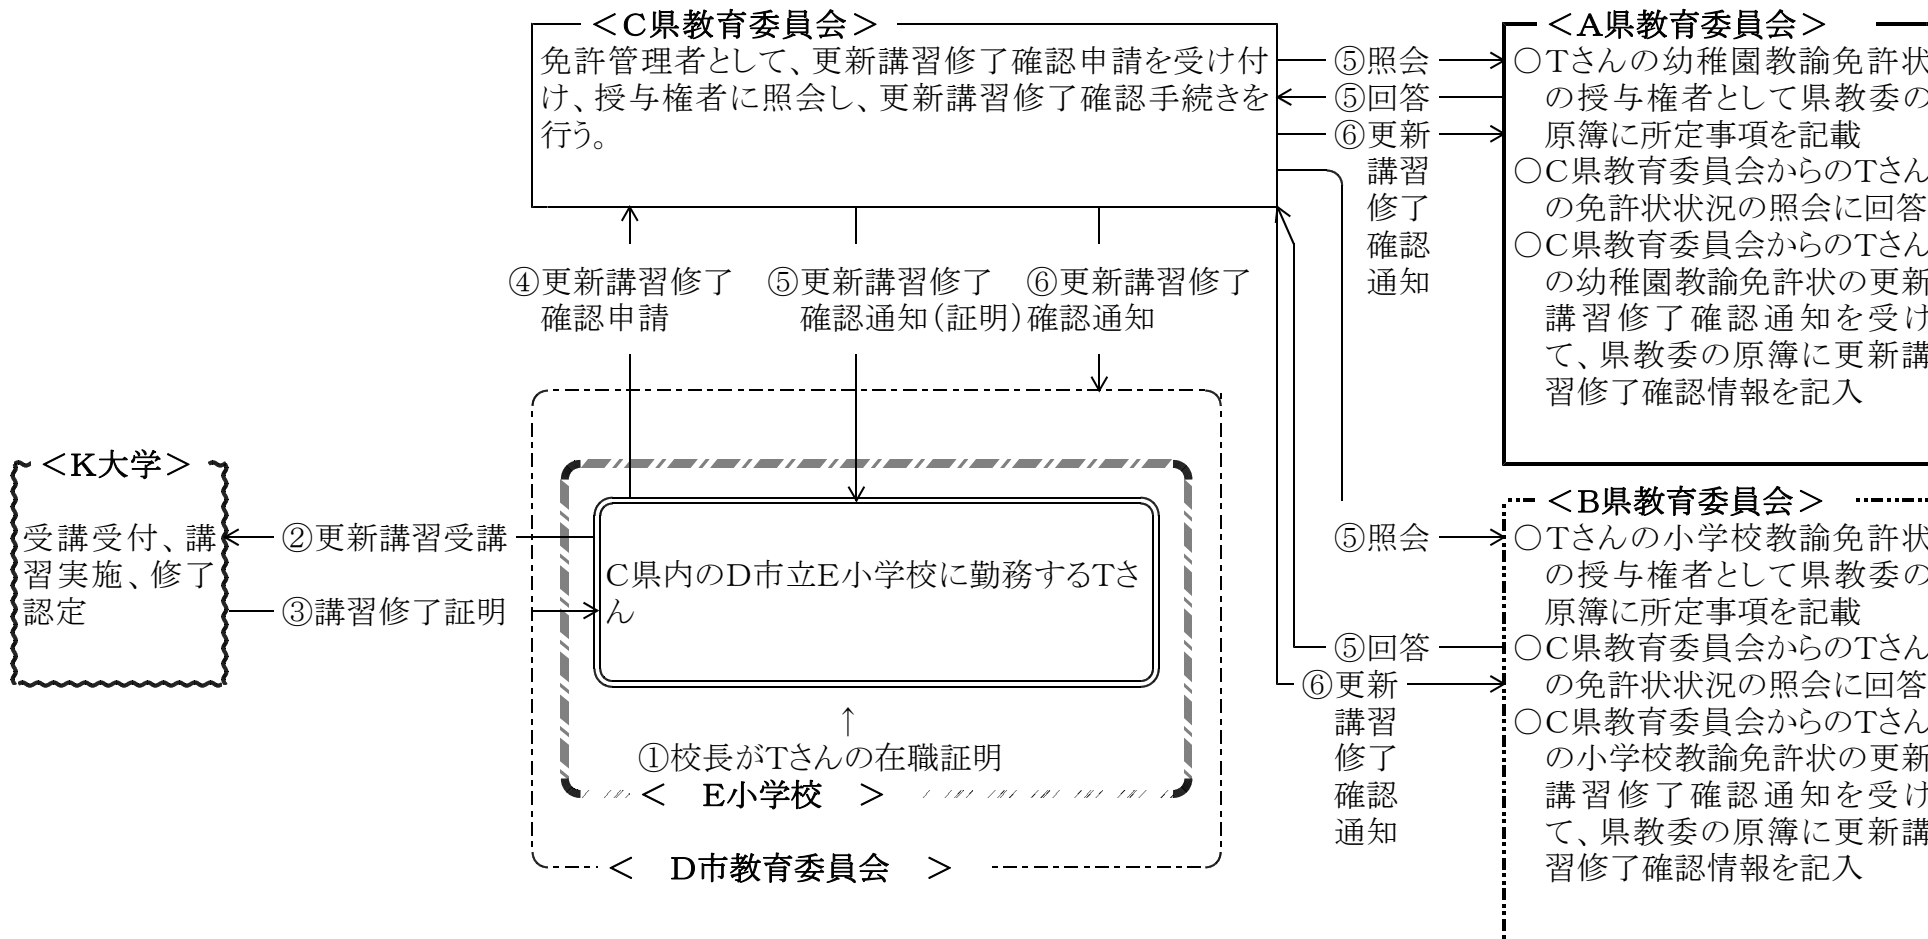 ＜C県教育委員会＞
免許管理者として、更新講習修了確認申請を受け付
け、授与権者に照会し、更新講習修了確認手続きを
行う。
⑤照会
⑤回答
⑥更新
講習
修了
確認
通知
＜A県教育委員会＞
○Tさんの幼稚園教諭免許状
の授与権者として県教委の
原簿に所定事項を記載
○C県教育委員会からのTさん
の免許状状況の照会に回答
○C県教育委員会からのTさん
の幼稚園教諭免許状の更新
講習修了確認通知を受け
て、県教委の原簿に更新講
習修了確認情報を記入
④更新講習修了
確認申請
⑤更新講習修了
確認通知（証明）
⑥更新講習修了
確認通知
＜K大学＞
受講受付、講
習実施、修了
認定
②更新講習受講
③講習修了証明
C県内のD市立E小学校に勤務するTさ
ん
↑
①校長がTさんの在職証明
＜　E小学校　＞
＜　D市教育委員会　＞
⑤照会
⑤回答
⑥更新
講習
修了
確認
通知
＜B県教育委員会＞
○Tさんの小学校教諭免許状
の授与権者として県教委の
原簿に所定事項を記載
○C県教育委員会からのTさん
の免許状状況の照会に回答
○C県教育委員会からのTさん
の小学校教諭免許状の更新
講習修了確認通知を受け
て、県教委の原簿に更新講
習修了確認情報を記入